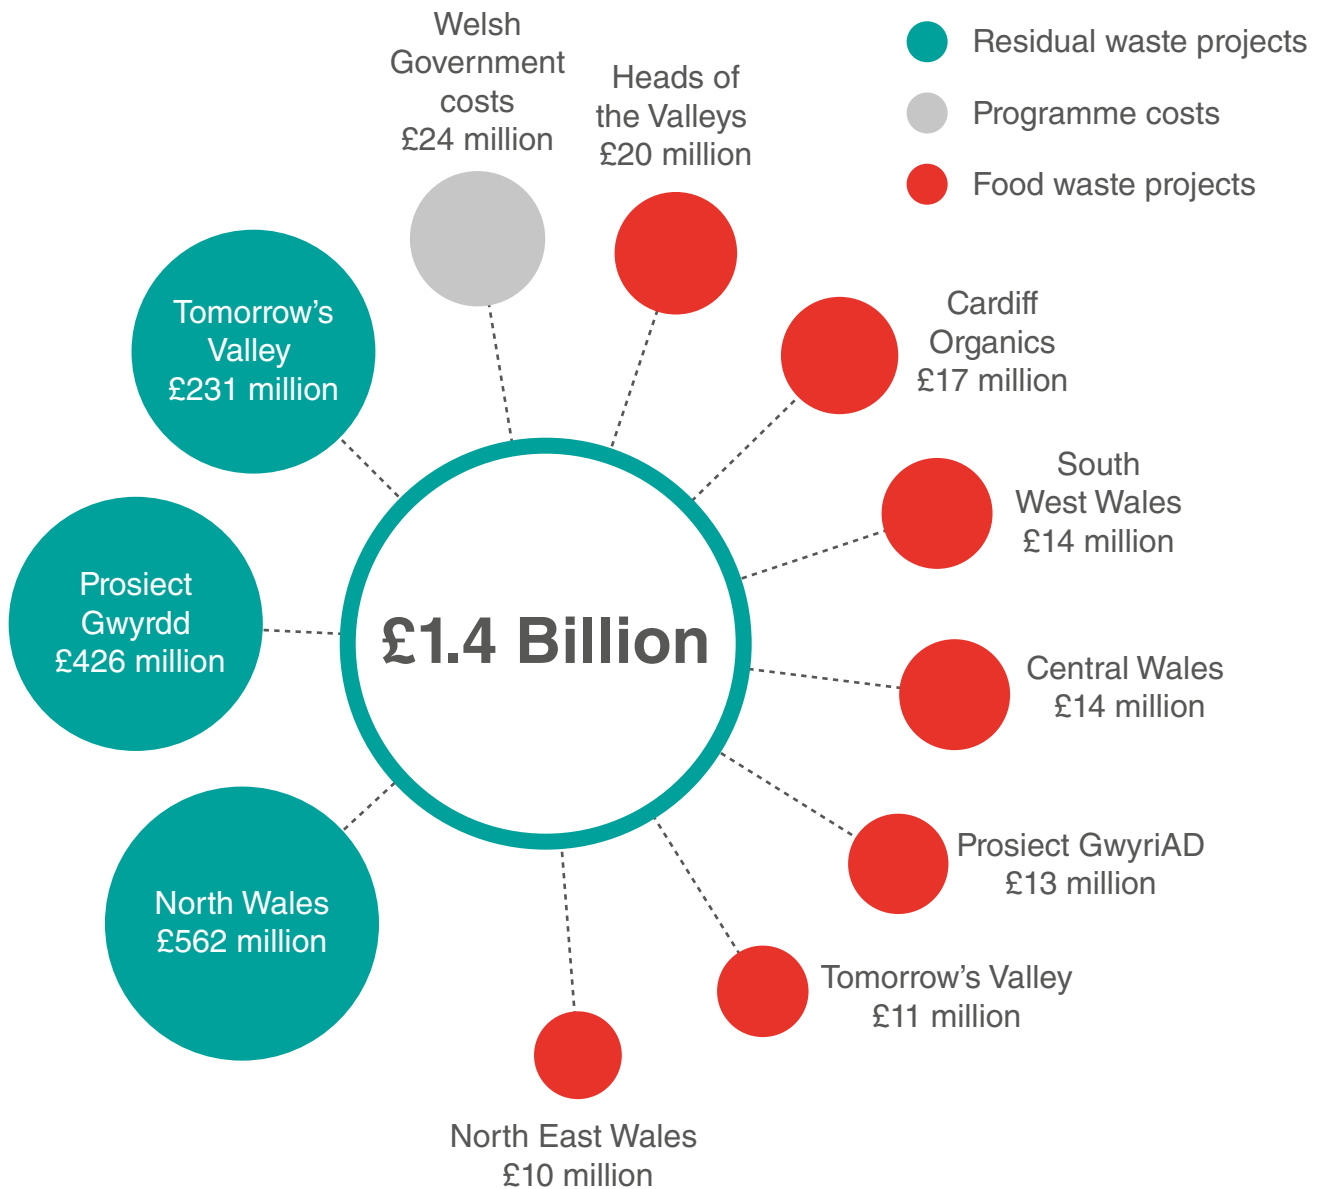 Welsh
Government
costs
£24 million
Heads of
the Valleys
£20 million
Residual waste projects
Programme costs
Food waste projects
Tomorrow's
Valley
£231 million
Cardiff
Organics
£17 million
South
West Wales
£14 million
Prosiect
Gwyrdd
£426 million
£1.4 Billion
Central Wales
£14 million
Prosiect GwyriAD
£13 million
North Wales
£562 million
Tomorrow's Valley
£11 million
North East Wales
£10 million